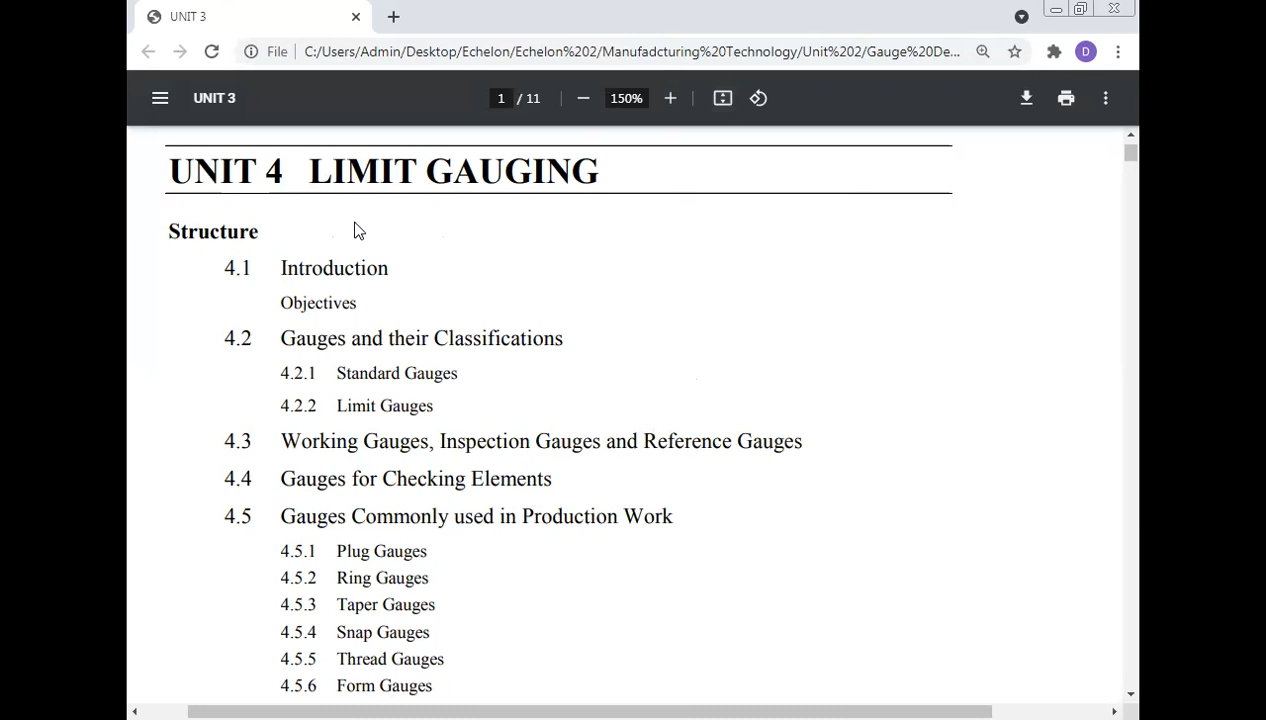 UNIT 3
File C:/Users/Admin/Desktop/Echelon/Echelon%202/Manufadcturing%20Technology/Unit%202/Gauge%20De... D
UNIT 3 1 / 11 150%
UNIT 4 LIMIT GAUGING
Structure
4.1 Introduction
Objectives
4.2 Gauges and their Classifications
4.2.1 Standard Gauges
4.2.2 Limit Gauges
4.3 Working Gauges, Inspection Gauges and Reference Gauges
4.4 Gauges for Checking Elements
4.5 Gauges Commonly used in Production Work
4.5.1 Plug Gauges
4.5.2 Ring Gauges
4.5.3 Taper Gauges
4.5.4 Snap Gauges
4.5.5 Thread Gauges
4.5.6 Form Gauges